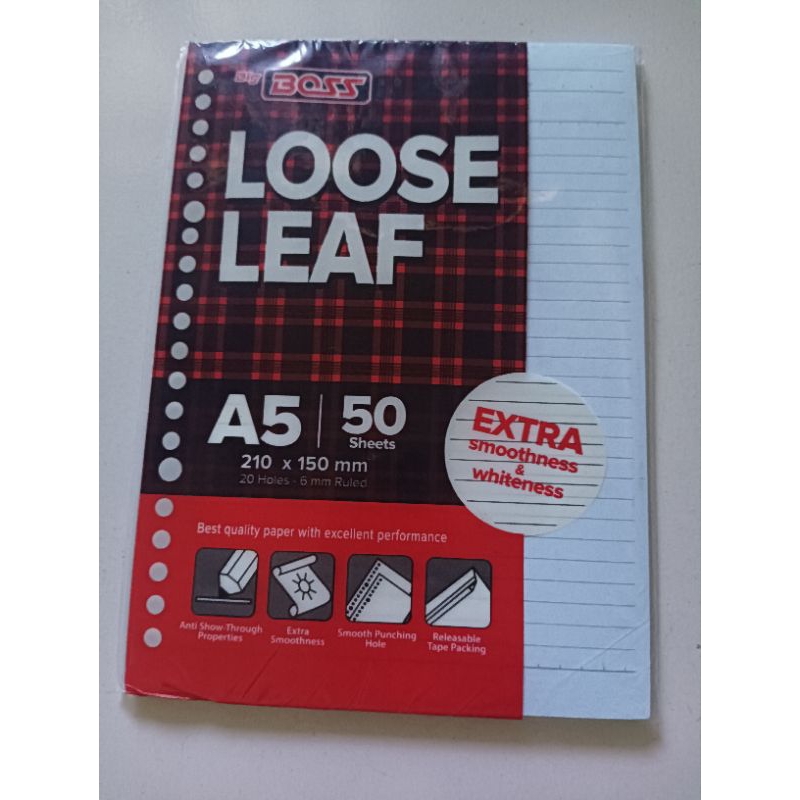 Big BOSS
LOOSE
LEAF
A5 | 50
Sheets
210 x 150 mm
20 Holes - 6 mm Ruled
EXTRA
smoothness
&
whiteness
Best quality paper with excellent performance
Anti Show-Through
Properties
Extra
Smoothness
Smooth Punching
Hole
Releasable
Tape Packing